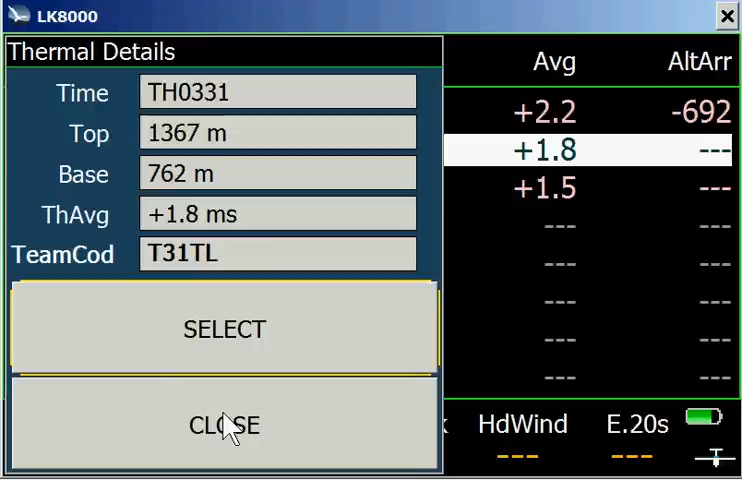 LK8000
Thermal Details
Avg AltArr
Time TH0331
+2.2 -692
Top 1367 m
+1.8 ---
Base 762 m
+1.5 ---
ThAvg +1.8 ms
--- ---
TeamCod T31TL
--- ---
--- ---
SELECT
--- ---
--- ---
CLOSE
HdWind E.20s
--- ---